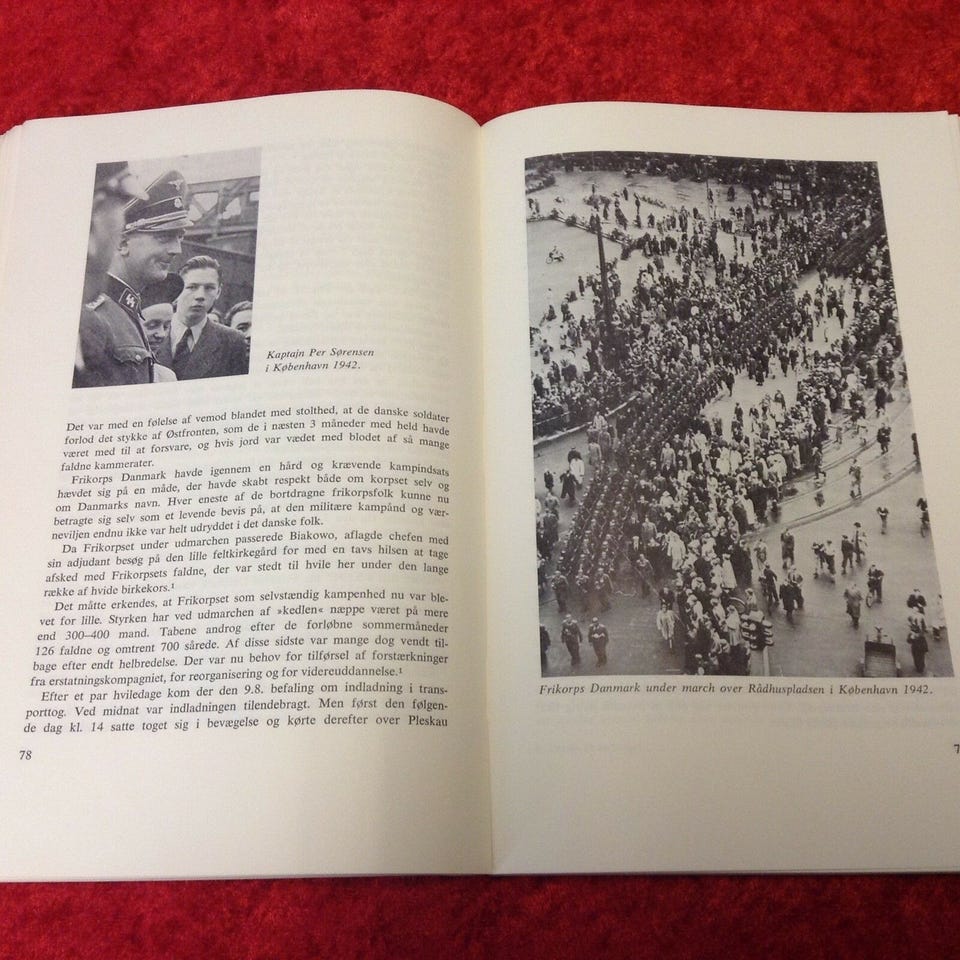 Kaptajn Per Sørensen
i København 1942.
Det var med en følelse af vemod blandet med stolthed, at de danske soldater
forlod det stykke af Østfronten, som de i næsten 3 måneder med held havde
været med til at forsvare, og hvis jord var vædet med blodet af så mange
faldne kammerater.
Frikorps Danmark havde igennem en hård og krævende kampindsats
hævdet sig på en måde, der havde skabt respekt både om korpset selv og
om Danmarks navn. Hver eneste af de bortdragne frikorpsfolk kunne nu
betragte sig selv som et levende bevis på, at den militære kampånd og vær-
neviljen endnu ikke var helt udryddet i det danske folk.
Da Frikorpset under udmarchen passerede Biakowo, aflagde chefen med
sin adjudant besøg på den lille feltkirkegård for med en tavs hilsen at tage
afsked med Frikorpsets faldne, der var stedt til hvile her under den lange
række af hvide birkekors.¹
Det måtte erkendes, at Frikorpset som selvstændig kampenhed nu var ble-
vet for lille. Styrken har ved udmarchen af »kedlen« næppe været på mere
end 300–400 mand. Tabene androg efter de forløbne sommermåneder
126 faldne og omtrent 700 sårede. Af disse sidste var mange dog vendt til-
bage efter endt helbredelse. Der var nu behov for tilførsel af forstærkninger
fra erstatningskompagniet, for reorganisering og for videreuddannelse.¹
Efter et par hviledage kom der den 9.8. befaling om indladning i trans-
porttog. Ved midnat var indladningen tilendebragt. Men først den følgen-
de dag kl. 14 satte toget sig i bevægelse og kørte derefter over Pleskau
78
Frikorps Danmark under march over Rådhuspladsen i København 1942.
7